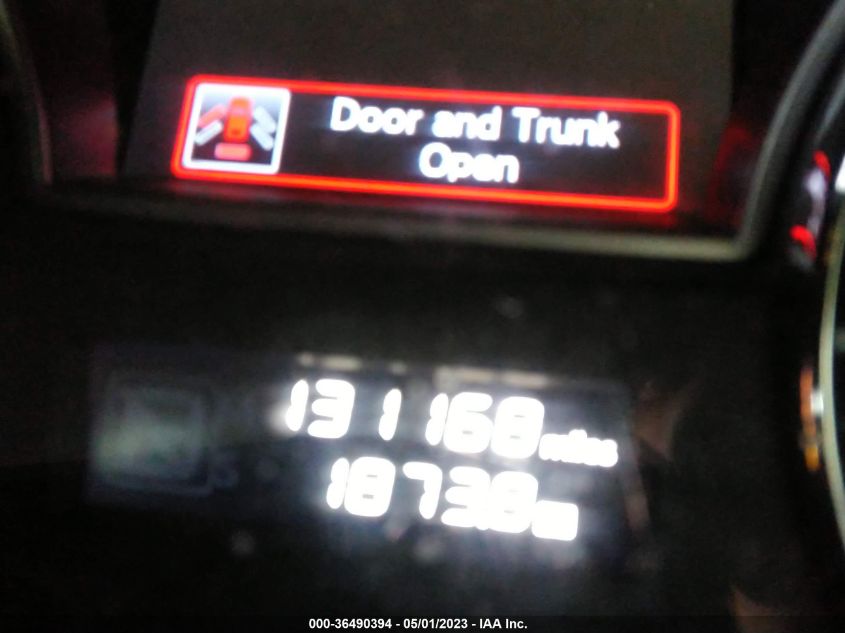 Door and Trunk
Open
131168 miles
1873.8
000-36490394 - 05/01/2023 - IAA Inc.